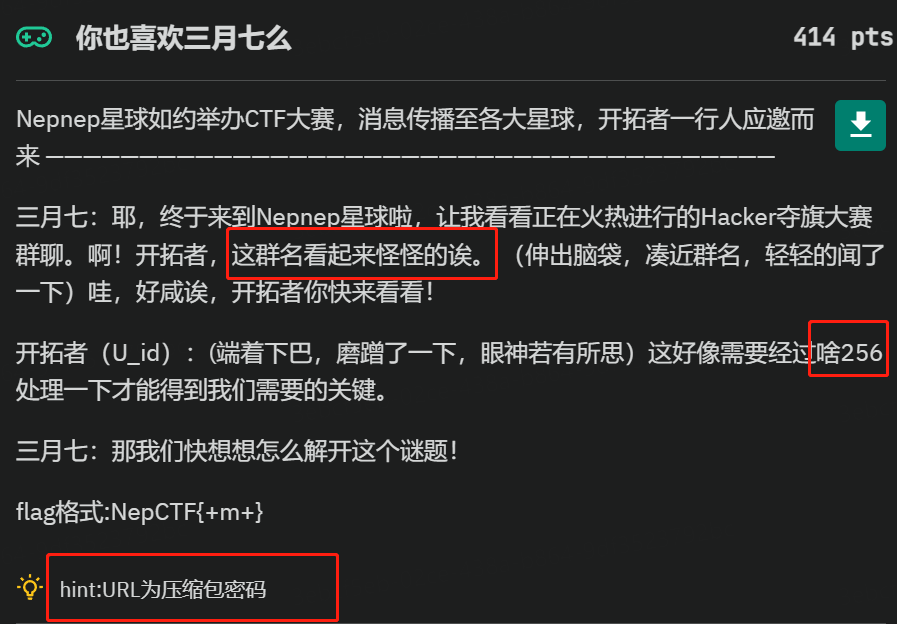 你也喜欢三月七么
414 pts
Nepnep星球如约举办CTF大赛，消息传播至各大星球，开拓者一行人应邀而
来 ———————————————————————————————————————
三月七：耶，终于来到Nepnep星球啦，让我看看正在火热进行的Hacker夺旗大赛
群聊。啊！开拓者，这群名看起来怪怪的诶。（伸出脑袋，凑近群名，轻轻的闻了
一下）哇，好咸诶，开拓者你快来看看！
开拓者（U_id）：(端着下巴，磨蹭了一下，眼神若有所思）这好像需要经过啥256
处理一下才能得到我们需要的关键。
三月七：那我们快想想怎么解开这个谜题！
flag格式:NepCTF{+m+}
hint:URL为压缩包密码